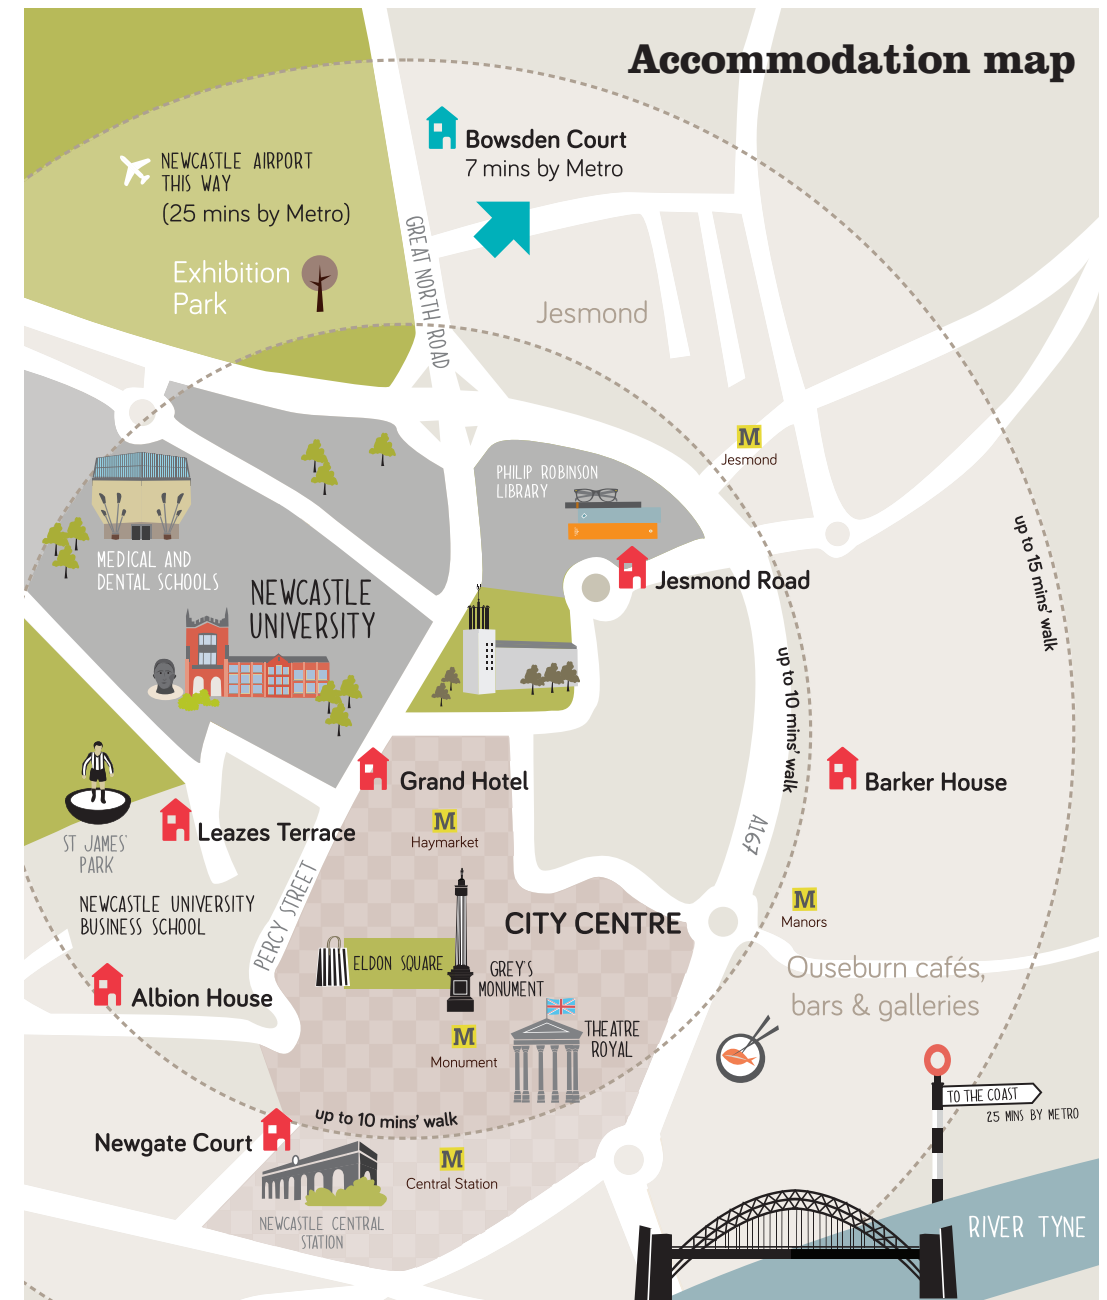 Accommodation map
Bowsden Court
7 mins by Metro
NEWCASTLE AIRPORT
THIS WAY
(25 mins by Metro)
GREAT NORTH ROAD
Exhibition
Park
Jesmond
M
Jesmond
PHILIP ROBINSON
LIBRARY
up to 15 mins' walk
MEDICAL AND
DENTAL SCHOOLS
Jesmond Road
NEWCASTLE
UNIVERSITY
up to 10 mins' walk
Grand Hotel
Barker House
M
Haymarket
Leazes Terrace
A167
ST JAMES'
PARK
PERCY STREET
NEWCASTLE UNIVERSITY
BUSINESS SCHOOL
CITY CENTRE
M
Manors
ELDON SQUARE
GREY'S
MONUMENT
Ouseburn cafés,
bars & galleries
Albion House
M
Monument
THEATRE
ROYAL
TO THE COAST
25 MINS BY METRO
up to 10 mins' walk
Newgate Court
M
Central Station
NEWCASTLE CENTRAL
STATION
RIVER TYNE